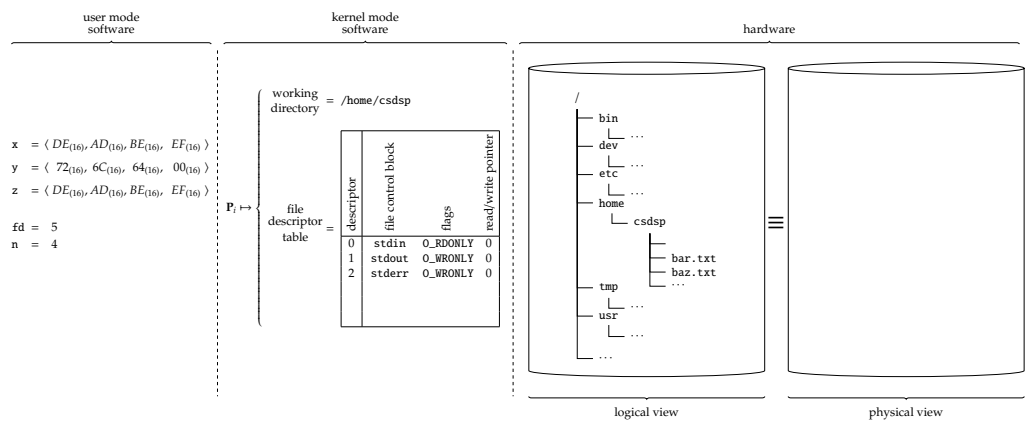 user mode
software
kernel mode
software
hardware
x = ⟨ DE(16), AD(16), BE(16), EF(16) ⟩
y = ⟨ 72(16), 6C(16), 64(16), 00(16) ⟩
z = ⟨ DE(16), AD(16), BE(16), EF(16) ⟩
fd = 5
n = 4
Pi ↦
working
directory = /home/csdsp
file
descriptor
table =
descriptor file control block flags read/write pointer
0 stdin O_RDONLY 0
1 stdout O_WRONLY 0
2 stderr O_WRONLY 0
/
bin
...
dev
...
etc
...
home
csdsp
bar.txt
baz.txt
...
tmp
...
usr
...
...
≡
logical view
physical view